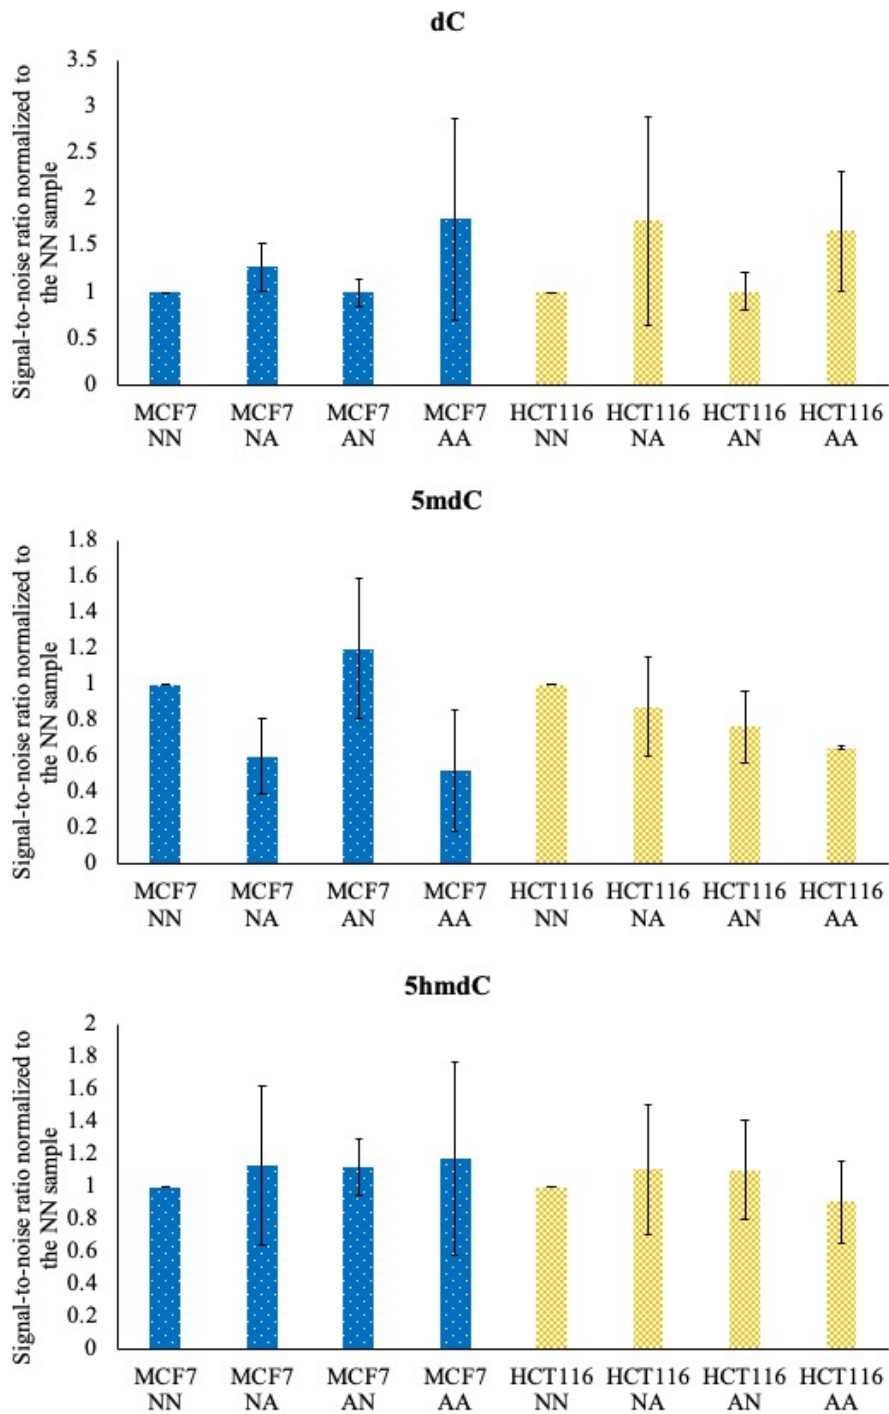 dC
Signal-to-noise ratio normalized to
the NN sample
3.5
3
2.5
2
1.5
1
0.5
0
MCF7 MCF7 MCF7 MCF7 HCT116 HCT116 HCT116 HCT116
NN NA AN AA NN NA AN AA
5mdC
Signal-to-noise ratio normalized to
the NN sample
1.8
1.6
1.4
1.2
1
0.8
0.6
0.4
0.2
0
MCF7 MCF7 MCF7 MCF7 HCT116 HCT116 HCT116 HCT116
NN NA AN AA NN NA AN AA
5hmdC
Signal-to-noise ratio normalized to
the NN sample
2
1.8
1.6
1.4
1.2
1
0.8
0.6
0.4
0.2
0
MCF7 MCF7 MCF7 MCF7 HCT116 HCT116 HCT116 HCT116
NN NA AN AA NN NA AN AA